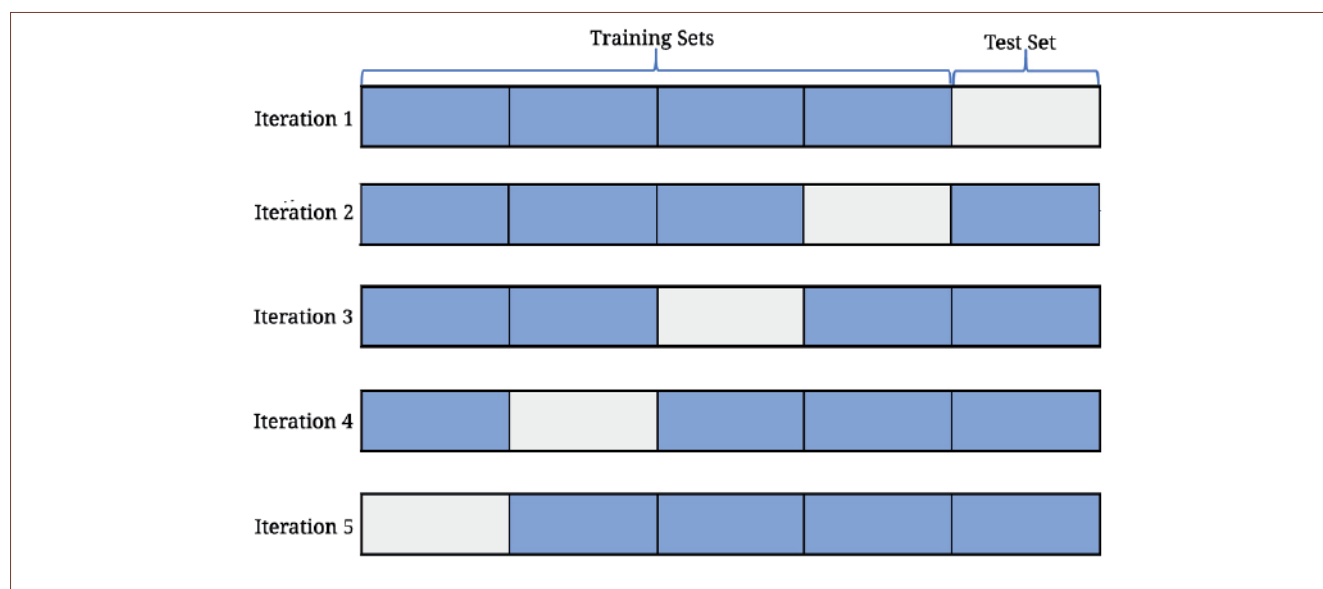 Training Sets
Test Set
Iteration 1
Iteration 2
Iteration 3
Iteration 4
Iteration 5